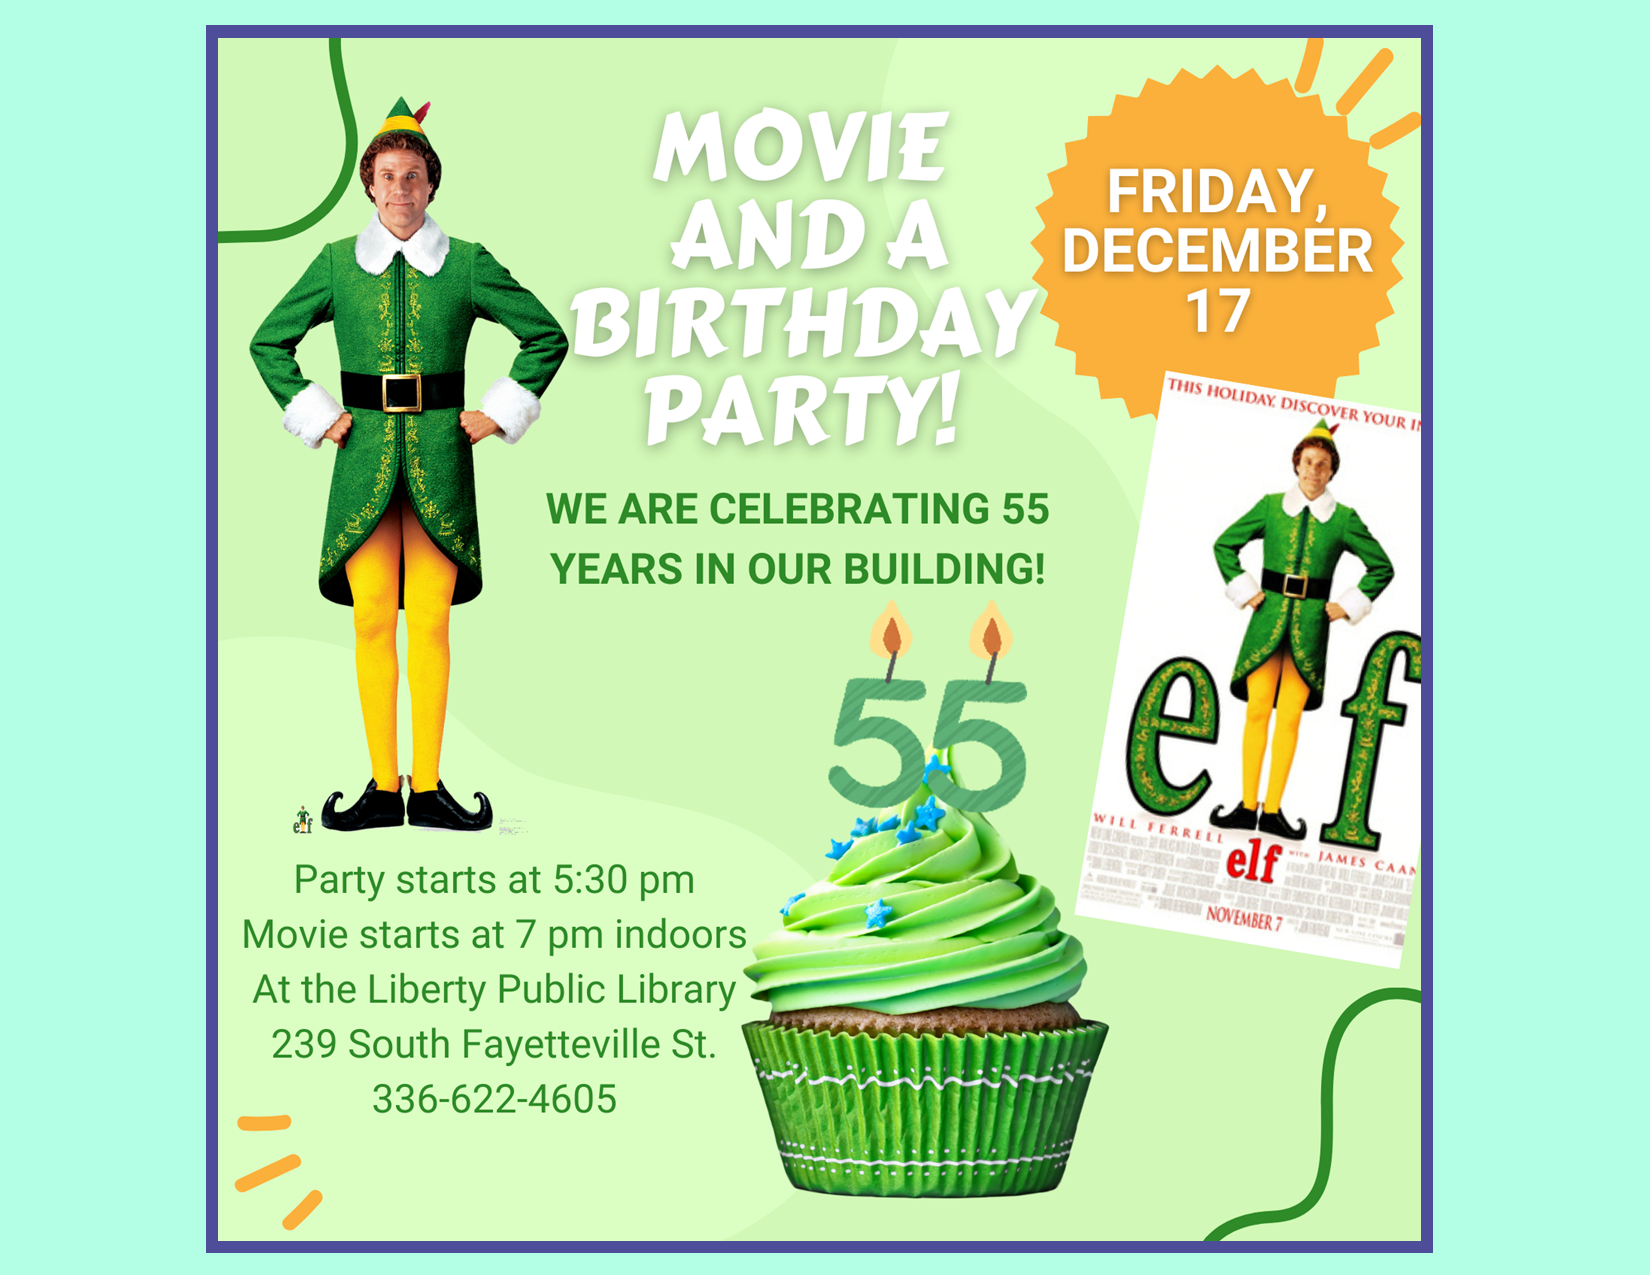 MOVIE
AND A
BIRTHDAY
PARTY!
FRIDAY,
DECEMBER
17
WE ARE CELEBRATING 55
YEARS IN OUR BUILDING!
55
THIS HOLIDAY, DISCOVER YOUR
elf
WILL FERRELL
elf
WITH JAMES CAAN
NOVEMBER 7
elf
Party starts at 5:30 pm
Movie starts at 7 pm indoors
At the Liberty Public Library
239 South Fayetteville St.
336-622-4605